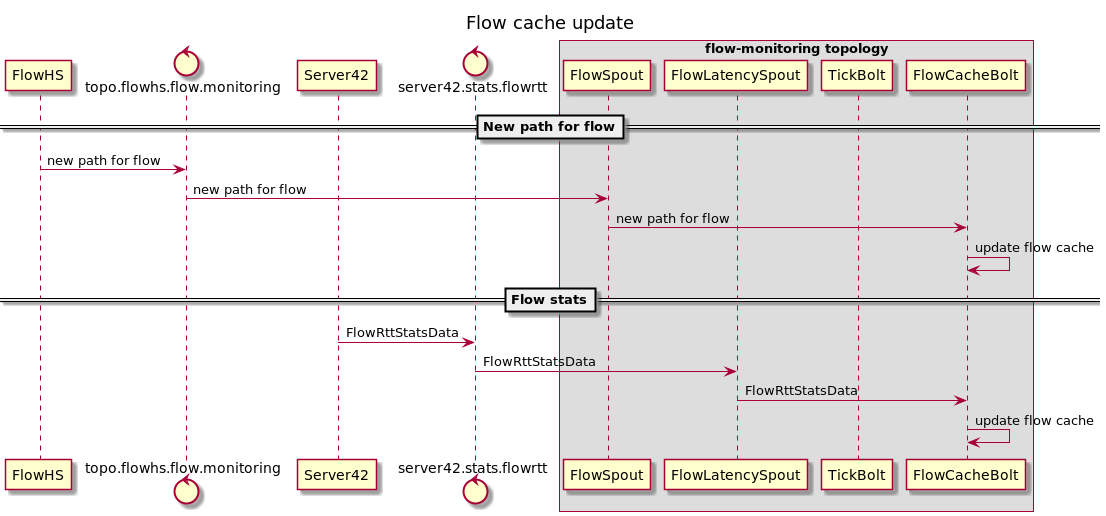 Flow cache update
flow-monitoring topology
FlowHS
topo.flowhs.flow.monitoring
Server42
server42.stats.flowrtt
FlowSpout
FlowLatencySpout
TickBolt
FlowCacheBolt
New path for flow
new path for flow
new path for flow
new path for flow
update flow cache
Flow stats
FlowRttStatsData
FlowRttStatsData
FlowRttStatsData
update flow cache
FlowHS
topo.flowhs.flow.monitoring
Server42
server42.stats.flowrtt
FlowSpout
FlowLatencySpout
TickBolt
FlowCacheBolt